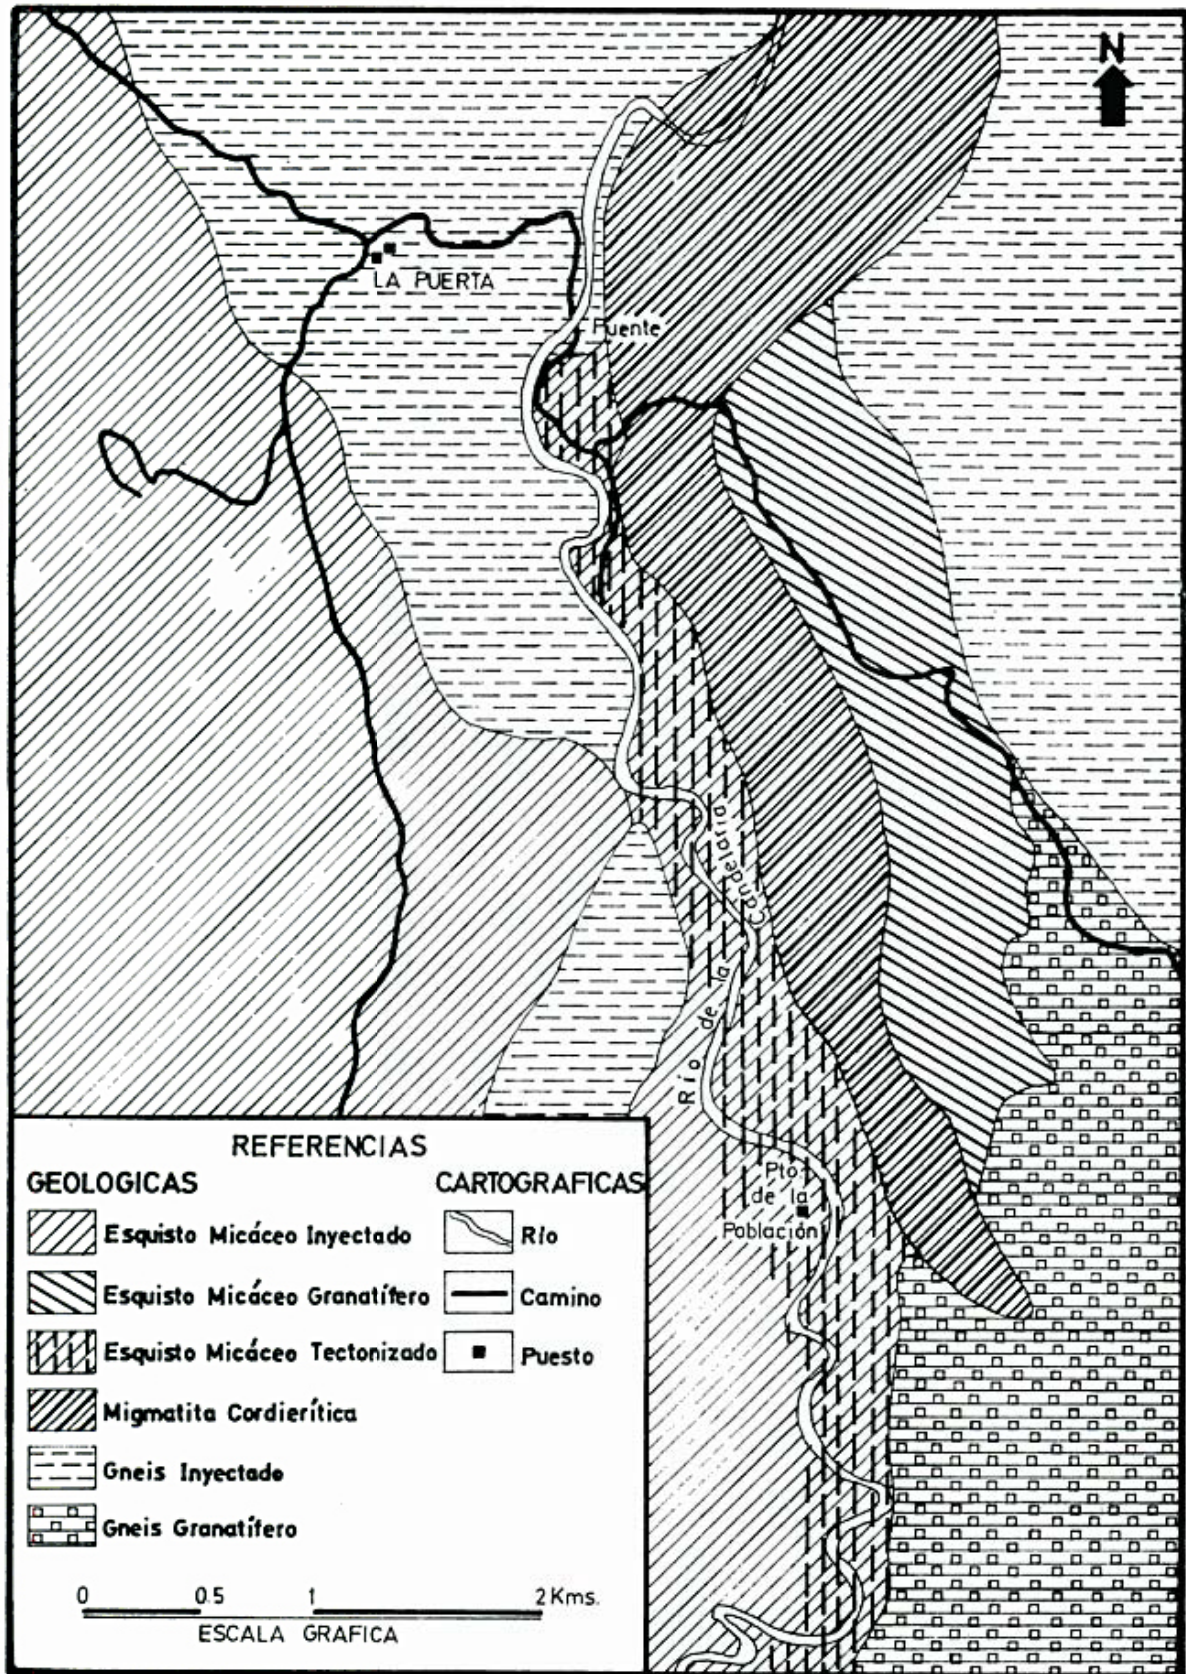 N
LA PUERTA
Puente
Río de la Candelaria
Pto
de la
Población
REFERENCIAS
GEOLOGICAS
CARTOGRAFICAS
Esquisto Micáceo Inyectado
Río
Esquisto Micáceo Granatífero
Camino
Esquisto Micáceo Tectonizado
Puesto
Migmatita Cordierítica
Gneis Inyectado
Gneis Granatífero
0 0.5 1 2 Kms.
ESCALA GRAFICA